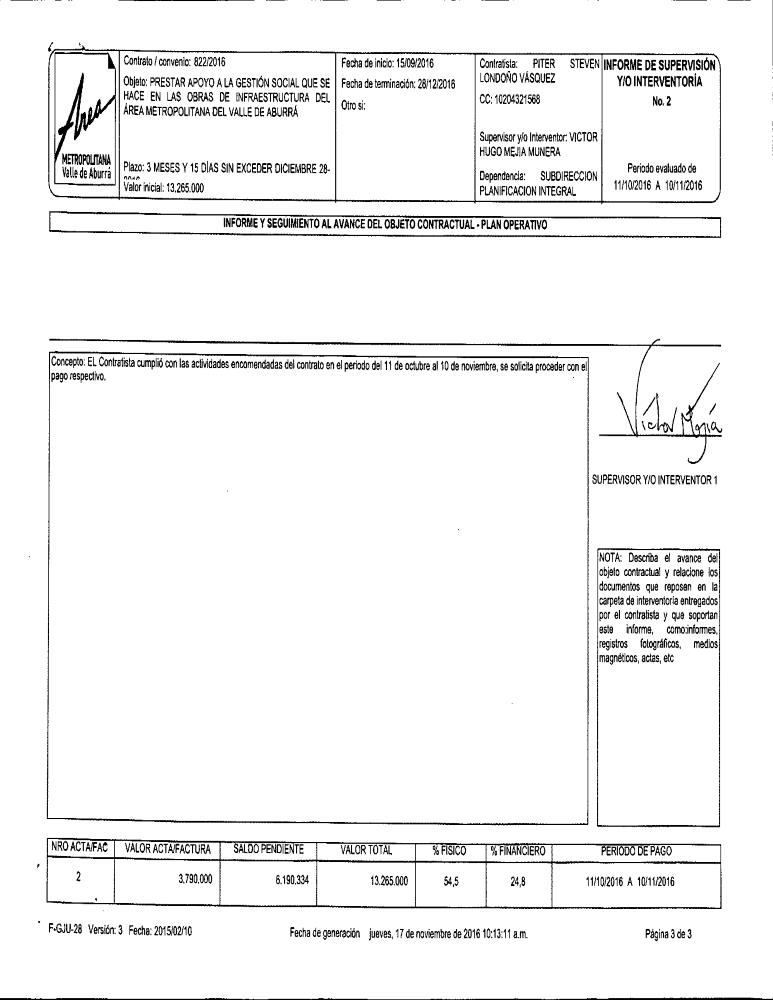 Contrato / convenio: 822/2016
Objeto: PRESTAR APOYO A LA GESTIÓN SOCIAL QUE SE
HACE EN LAS OBRAS DE INFRAESTRUCTURA DEL
ÁREA METROPOLITANA DEL VALLE DE ABURRÁ
Plazo: 3 MESES Y 15 DÍAS SIN EXCEDER DICIEMBRE 28-
Valor inicial: 13,265.000
Fecha de inicio: 15/09/2016
Fecha de terminación: 28/12/2016
Otro si:
Contratista: PITER STEVEN
LONDOÑO VÁSQUEZ
CC: 10204321568
Supervisor y/o Interventor: VICTOR
HUGO MEJIA MUNERA
Dependencia: SUBDIRECCION
PLANIFICACION INTEGRAL
INFORME DE SUPERVISIÓN
Y/O INTERVENTORÍA
No. 2
Periodo evaluado de
11/10/2016 A 10/11/2016
Área
METROPOLITANA
Valle de Aburrá
INFORME Y SEGUIMIENTO AL AVANCE DEL OBJETO CONTRACTUAL - PLAN OPERATIVO
Concepto: EL Contratista cumplió con las actividades encomendadas del contrato en el periodo del 11 de octubre al 10 de noviembre, se solicita proceder con el
pago respectivo.
Víctor Mejía
SUPERVISOR Y/O INTERVENTOR 1
NOTA: Describa el avance del
objeto contractual y relacione los
documentos que reposen en la
carpeta de interventoría entregados
por el contratista y que soportan
este informe, como:informes,
registros fotográficos, medios
magnéticos, actas, etc
NRO ACTA/FAC VALOR ACTA/FACTURA SALDO PENDIENTE VALOR TOTAL % FISICO % FINANCIERO PERIODO DE PAGO
2 3,790,000 6.190.334 13.265.000 54,5 24,8 11/10/2016 A 10/11/2016
F-GJU-28 Versión: 3 Fecha: 2015/02/10 Fecha de generación jueves, 17 de noviembre de 2016 10:13:11 a.m. Página 3 de 3